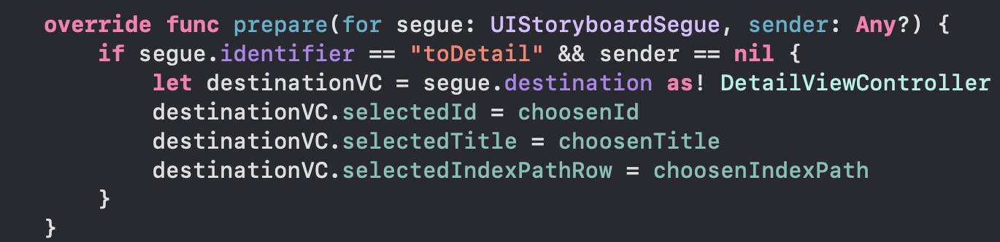 override func prepare(for segue: UIStoryboardSegue, sender: Any?) {
if segue.identifier == "toDetail" && sender == nil {
let destinationVC = segue.destination as! DetailViewController
destinationVC.selectedId = choosenId
destinationVC.selectedTitle = choosenTitle
destinationVC.selectedIndexPathRow = choosenIndexPath
}
}